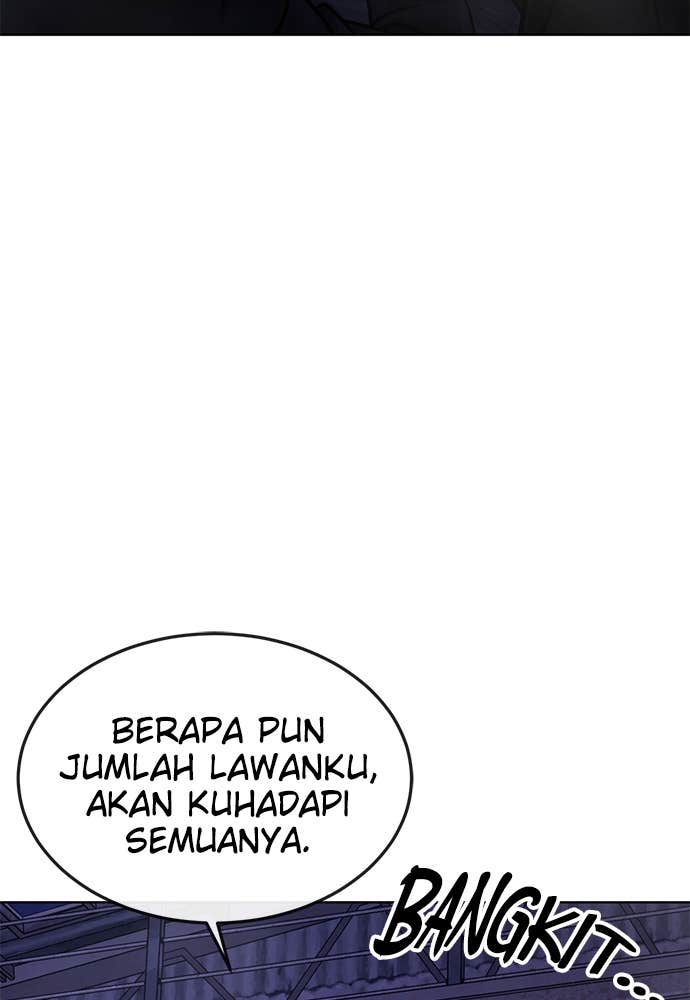 BERAPA PUN
JUMLAH LAWANKU,
AKAN KUHADAPI
SEMUANYA.
BANGKIT...